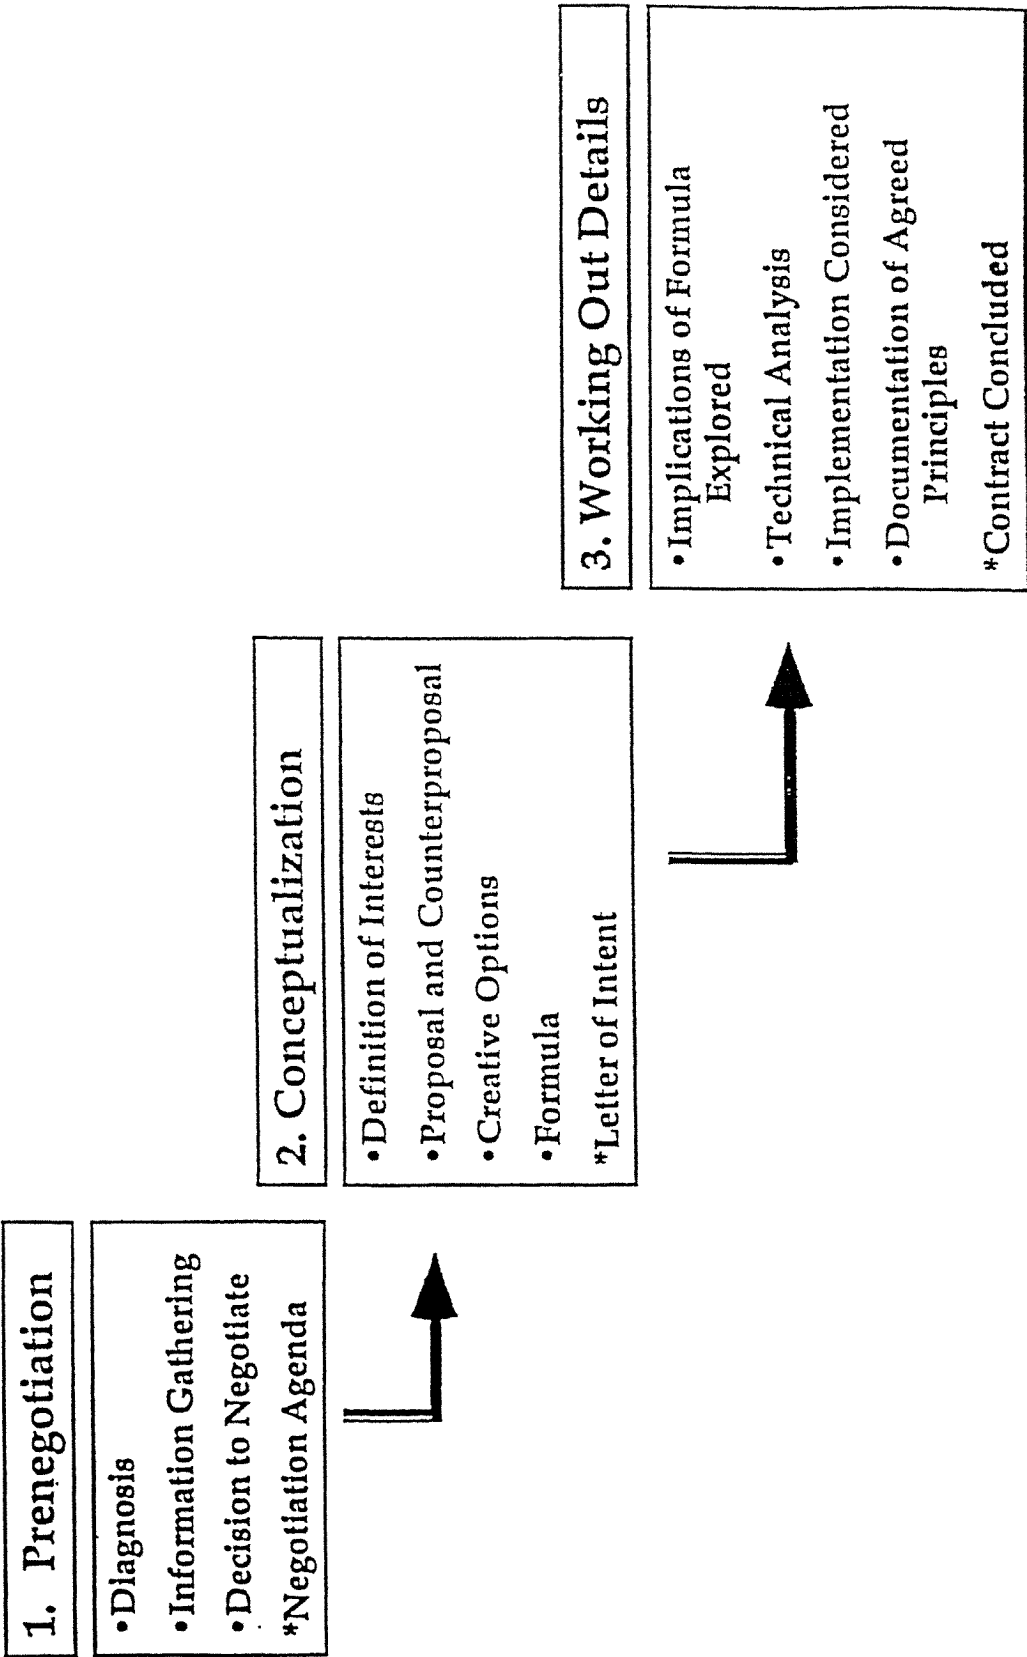 1. Prenegotiation
•Diagnosis
•Information Gathering
•Decision to Negotiate
*Negotiation Agenda
2. Conceptualization
•Definition of Interests
•Proposal and Counterproposal
•Creative Options
•Formula
*Letter of Intent
3. Working Out Details
•Implications of Formula
Explored
•Technical Analysis
•Implementation Considered
•Documentation of Agreed
Principles
*Contract Concluded